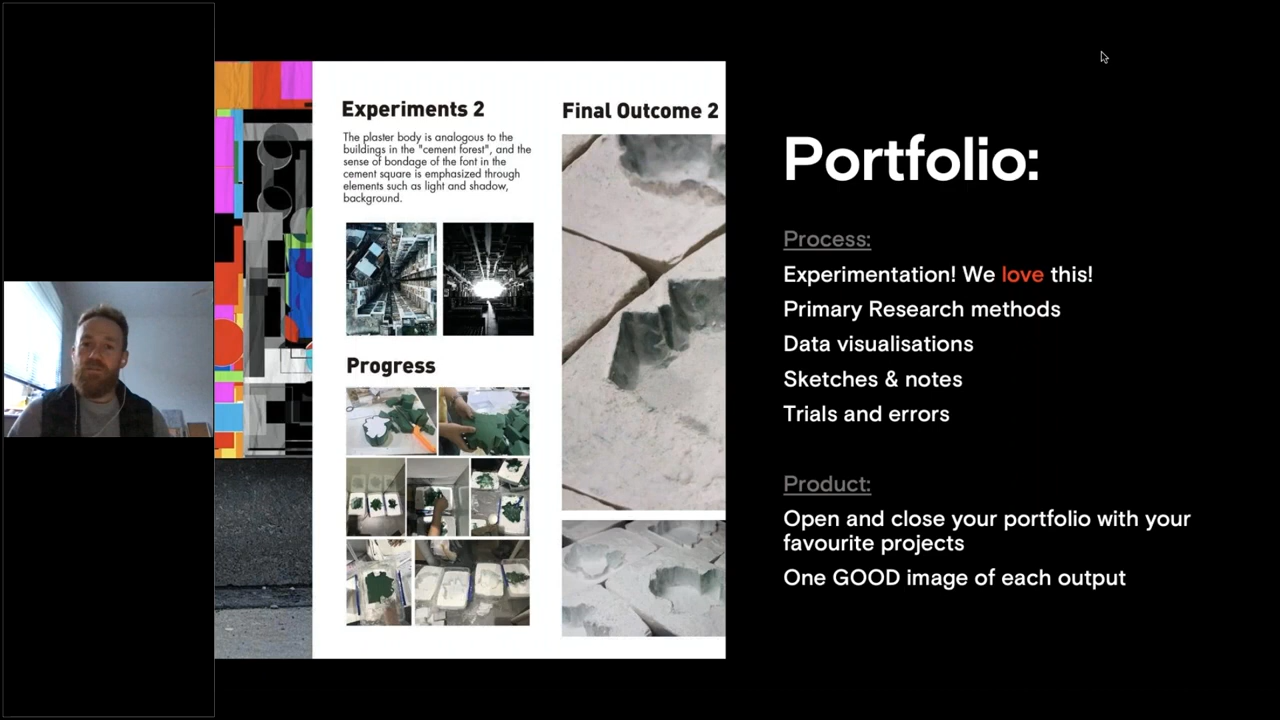 Experiments 2
The plaster body is analogous to the
buildings in the "cement forest", and the
sense of bondage of the font in the
cement square is emphasized through
elements such as light and shadow,
background.
Progress
Final Outcome 2
Portfolio:
Process:
Experimentation! We love this!
Primary Research methods
Data visualisations
Sketches & notes
Trials and errors
Product:
Open and close your portfolio with your
favourite projects
One GOOD image of each output